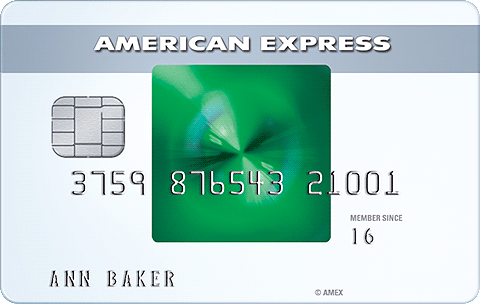 AMERICAN EXPRESS
3759 876543 21001
MEMBER SINCE
16
ANN BAKER
© AMEX